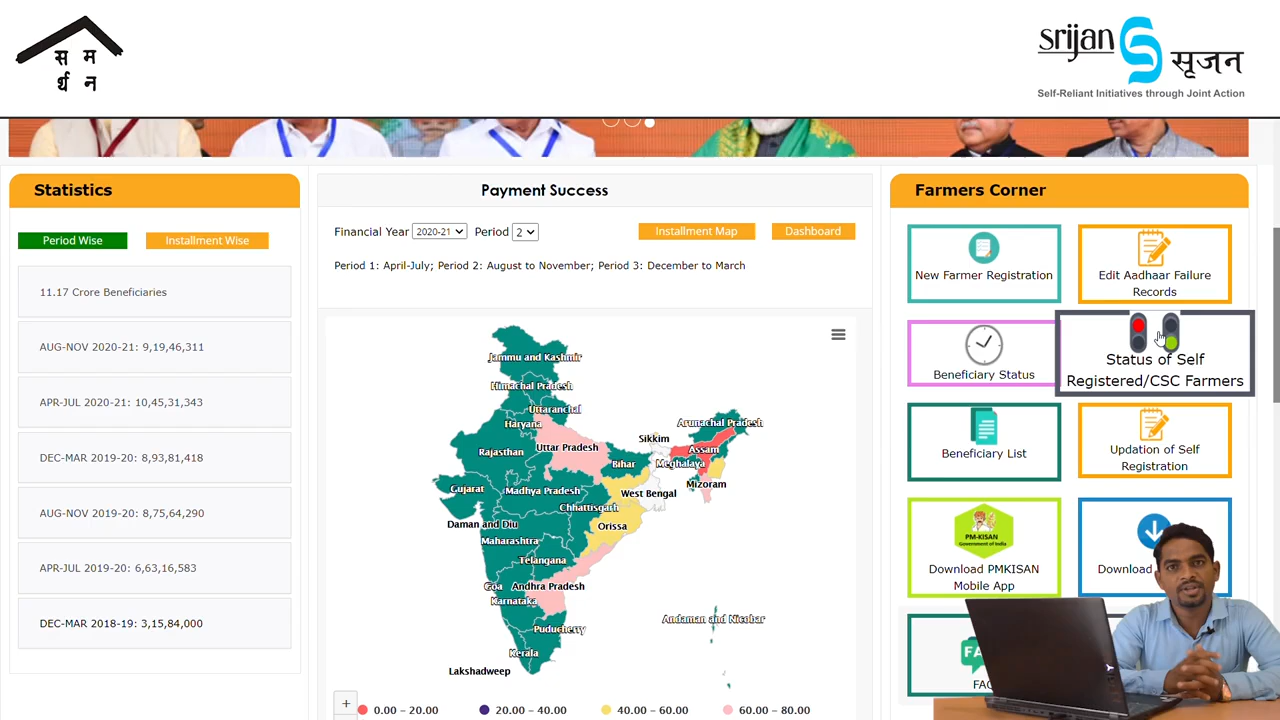 स म
र्थ न
srijan सृजन
Self-Reliant Initiatives through Joint Action
Statistics
Period Wise
Installment Wise
11.17 Crore Beneficiaries
AUG-NOV 2020-21: 9,19,46,311
APR-JUL 2020-21: 10,45,31,343
DEC-MAR 2019-20: 8,93,81,418
AUG-NOV 2019-20: 8,75,64,290
APR-JUL 2019-20: 6,63,16,583
DEC-MAR 2018-19: 3,15,84,000
Payment Success
Financial Year 2020-21 Period 2
Installment Map
Dashboard
Period 1: April-July; Period 2: August to November; Period 3: December to March
Jammu and Kashmir
Himachal Pradesh
Uttaranchal
Haryana
Arunachal Pradesh
Sikkim
Uttar Pradesh
Assam
Rajasthan
Bihar
Meghalaya
Mizoram
Gujarat
Madhya Pradesh
West Bengal
Chhattisgarh
Daman and Diu
Orissa
Maharashtra
Telangana
Goa
Andhra Pradesh
Karnataka
Andaman and Nicobar
Puducherry
Kerala
Lakshadweep
+
0.00 – 20.00
20.00 – 40.00
40.00 – 60.00
60.00 – 80.00
Farmers Corner
New Farmer Registration
Edit Aadhaar Failure
Records
Beneficiary Status
Status of Self
Registered/CSC Farmers
Beneficiary List
Updation of Self
Registration
PM-KISAN
Government of India
Download PMKISAN
Mobile App
Download
FAQ